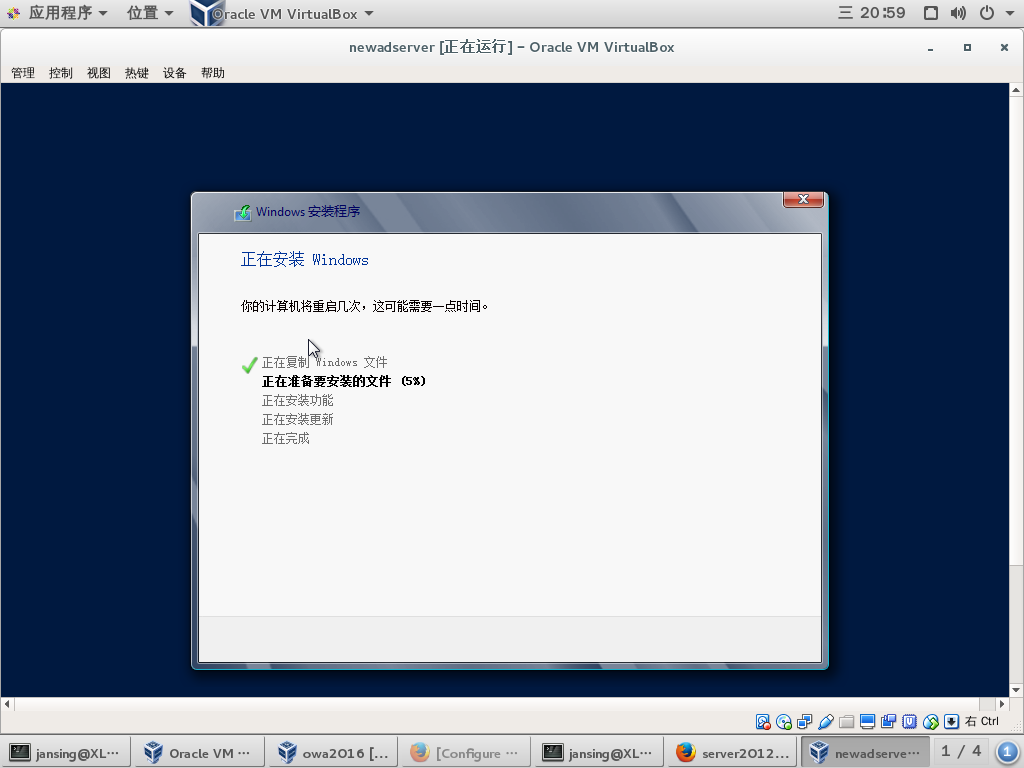 应用程序 位置 Oracle VM VirtualBox 三 20:59
newadserver [正在运行] - Oracle VM VirtualBox
管理 控制 视图 热键 设备 帮助
Windows 安装程序
正在安装 Windows
你的计算机将重启几次，这可能需要一点时间。
正在复制 Windows 文件
正在准备要安装的文件 (5%)
正在安装功能
正在安装更新
正在完成
右 Ctrl
jansing@XL… Oracle VM … owa2016 [… [Configure … jansing@XL… server2012… newadserve… 1 / 4 1